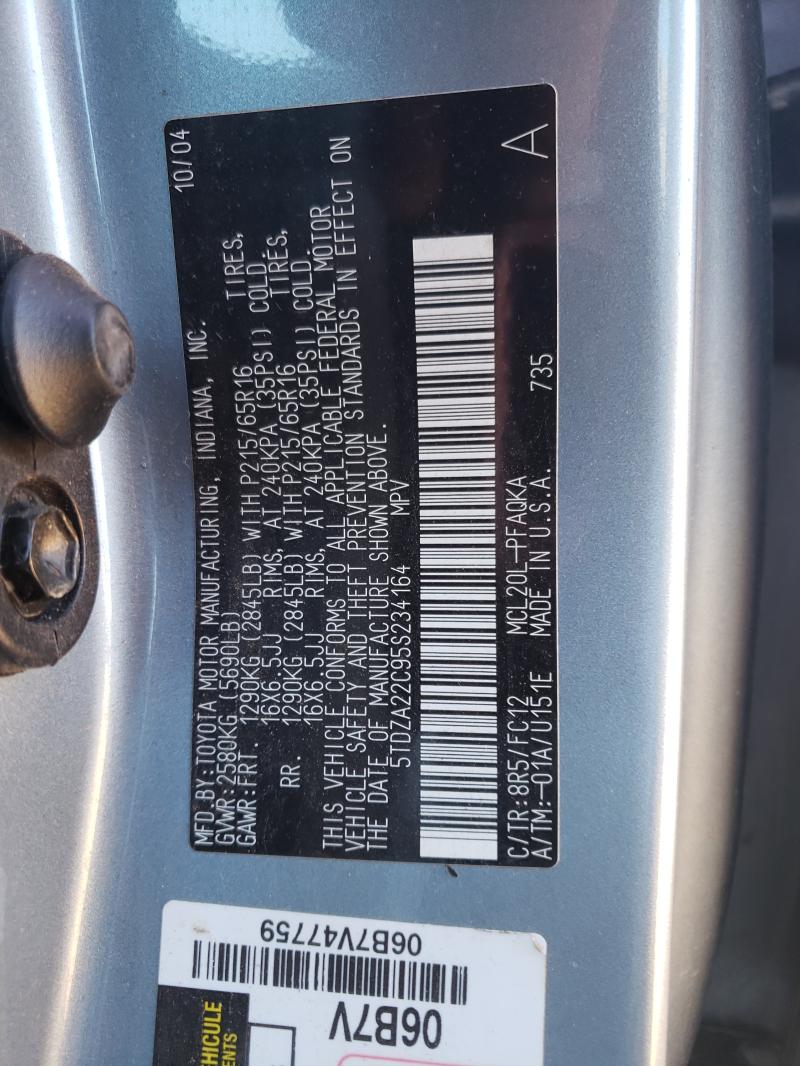 MFD.BY:TOYOTA MOTOR MANUFACTURING, INDIANA, INC. 10/04
GVWR:2580KG (5690LB)
GAWR:FRT. 1290KG (2845LB) WITH P215/65R16 TIRES,
16X6.5JJ RIMS, AT 240KPA (35PSI) COLD.
RR. 1290KG (2845LB) WITH P215/65R16 TIRES,
16X6.5JJ RIMS, AT 240KPA (35PSI) COLD.
THIS VEHICLE CONFORMS TO ALL APPLICABLE FEDERAL MOTOR
VEHICLE SAFETY AND THEFT PREVENTION STANDARDS IN EFFECT ON
THE DATE OF MANUFACTURE SHOWN ABOVE.
5TDZA22C95S234164 MPV
C/TR:8R5/FC12 MCL20L-PFAQKA
A/TM:-01A/U151E MADE IN U.S.A. 735 A
06B7V47759
06B7V
HICULE
ENTS